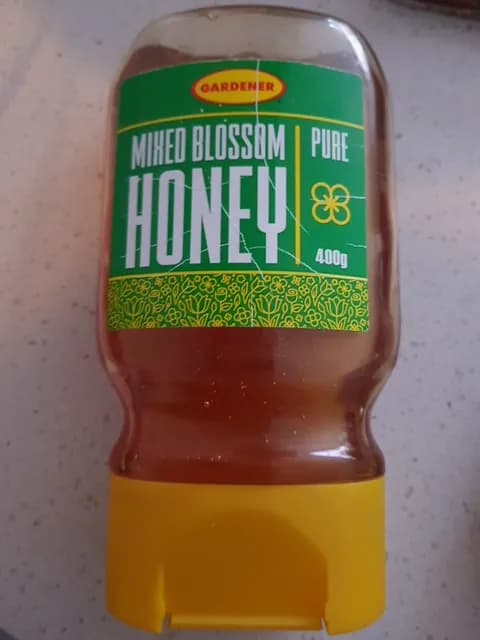 GARDENER
MIXED BLOSSOM
HONEY
PURE
400g